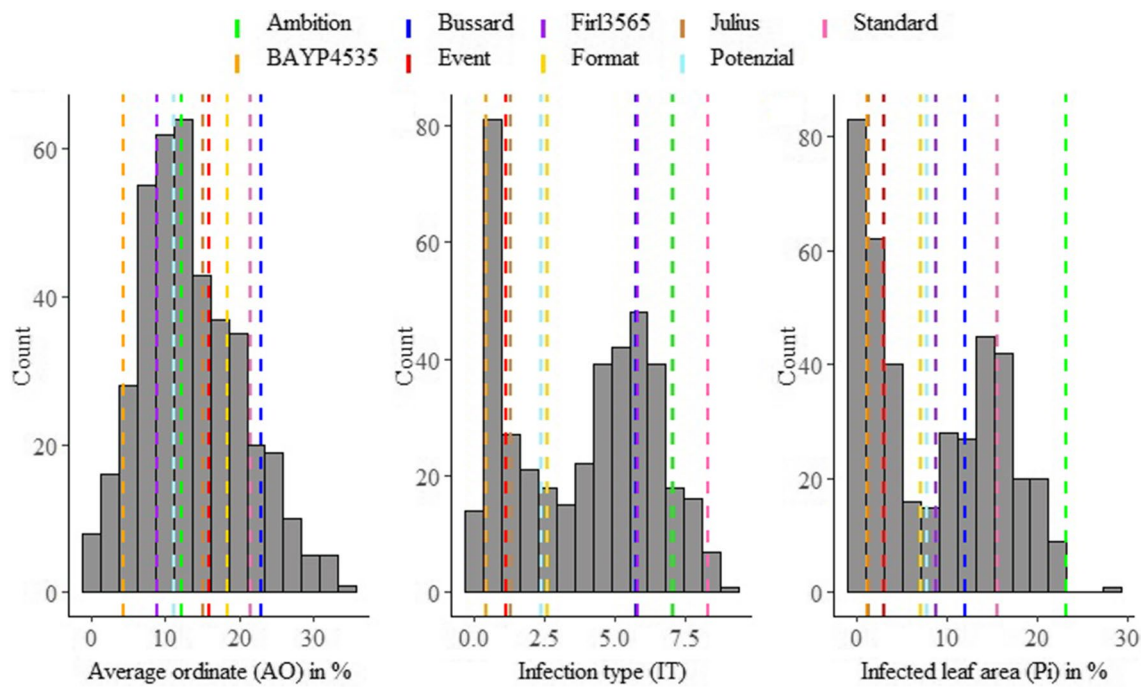 Ambition Bussard Firl3565 Julius Standard
BAYP4535 Event Format Potenzial
60
40
20
0
Count
0 10 20 30
Average ordinate (AO) in %
80
60
40
20
0
Count
0.0 2.5 5.0 7.5
Infection type (IT)
80
60
40
20
0
Count
0 10 20 30
Infected leaf area (Pi) in %